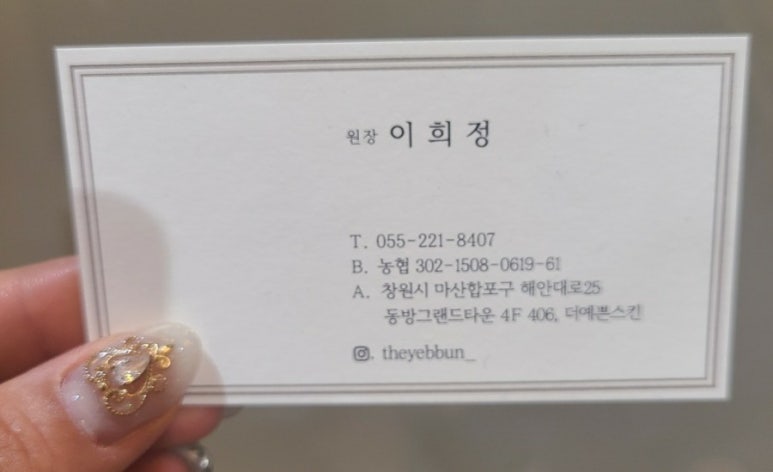 원장 이희정
T. 055-221-8407
B. 농협 302-1508-0619-61
A. 창원시 마산합포구 해안대로25
동방그랜드타운 4F 406, 더예쁜스킨
theyebbun_